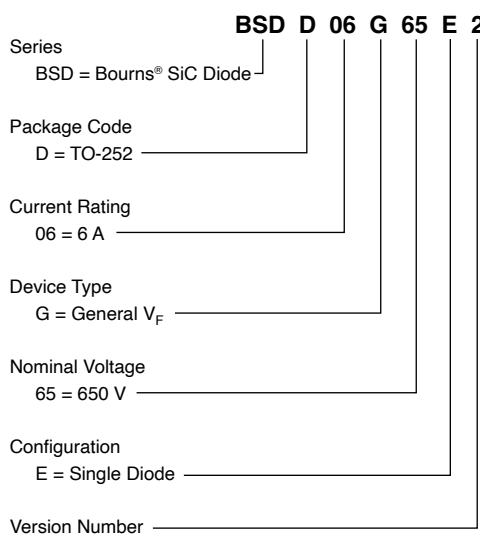 BSD D 06 G 65 E 2
Series
BSD = Bourns® SiC Diode
Package Code
D = TO-252
Current Rating
06 = 6 A
Device Type
G = General VF
Nominal Voltage
65 = 650 V
Configuration
E = Single Diode
Version Number